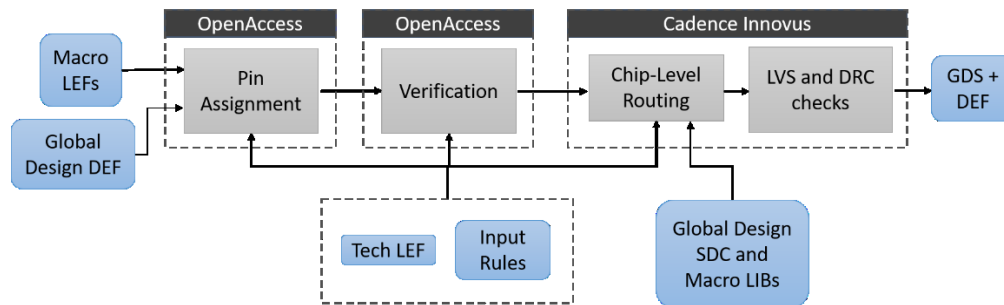 OpenAccess
OpenAccess
Cadence Innovus
Macro
LEFs
Global
Design DEF
Pin
Assignment
Verification
Chip-Level
Routing
LVS and DRC
checks
GDS +
DEF
Tech LEF
Input
Rules
Global Design
SDC and
Macro LIBs